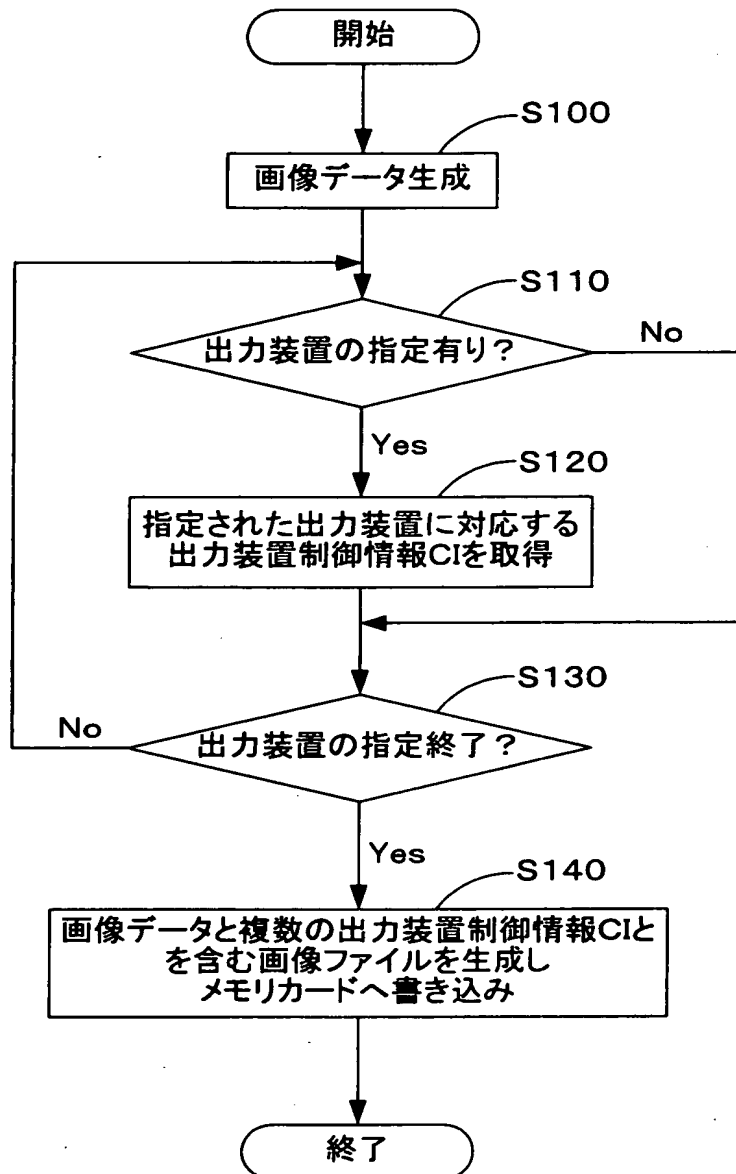 開始
S100
画像データ生成
S110
出力装置の指定有り?
No
Yes
S120
指定された出力装置に対応する
出力装置制御情報CIを取得
S130
No
出力装置の指定終了?
Yes
S140
画像データと複数の出力装置制御情報CIと
を含む画像ファイルを生成し
メモリカードへ書き込み
終了